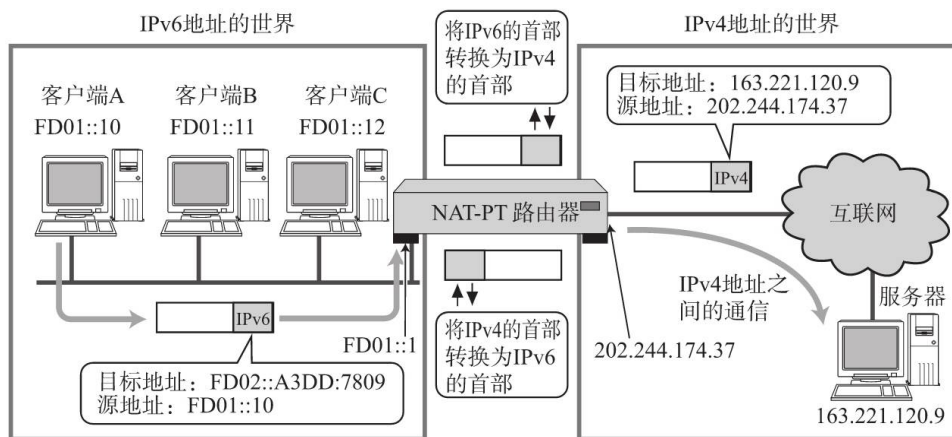 IPv6地址的世界
客户端A
FD01::10
客户端B
FD01::11
客户端C
FD01::12
IPv6
FD01::1
目标地址：FD02::A3DD:7809
源地址：FD01::10
将IPv6的首部
转换为IPv4
的首部
NAT-PT 路由器
将IPv4的首部
转换为IPv6
的首部
IPv4地址的世界
目标地址：163.221.120.9
源地址：202.244.174.37
IPv4
互联网
IPv4地址之
间的通信
202.244.174.37
服务器
163.221.120.9